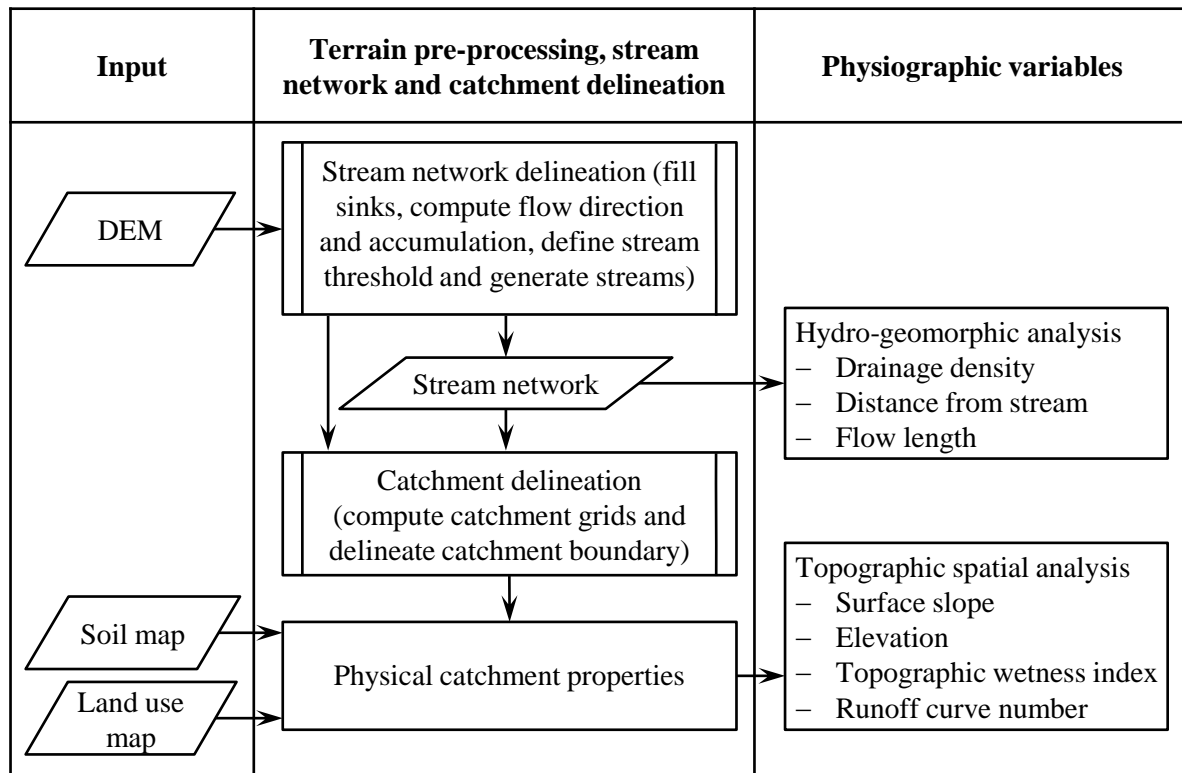 Input
Terrain pre-processing, stream
network and catchment delineation
Physiographic variables
DEM
Stream network delineation (fill
sinks, compute flow direction
and accumulation, define stream
threshold and generate streams)
Stream network
Hydro-geomorphic analysis
– Drainage density
– Distance from stream
– Flow length
Catchment delineation
(compute catchment grids and
delineate catchment boundary)
Soil map
Land use
map
Physical catchment properties
Topographic spatial analysis
– Surface slope
– Elevation
– Topographic wetness index
– Runoff curve number